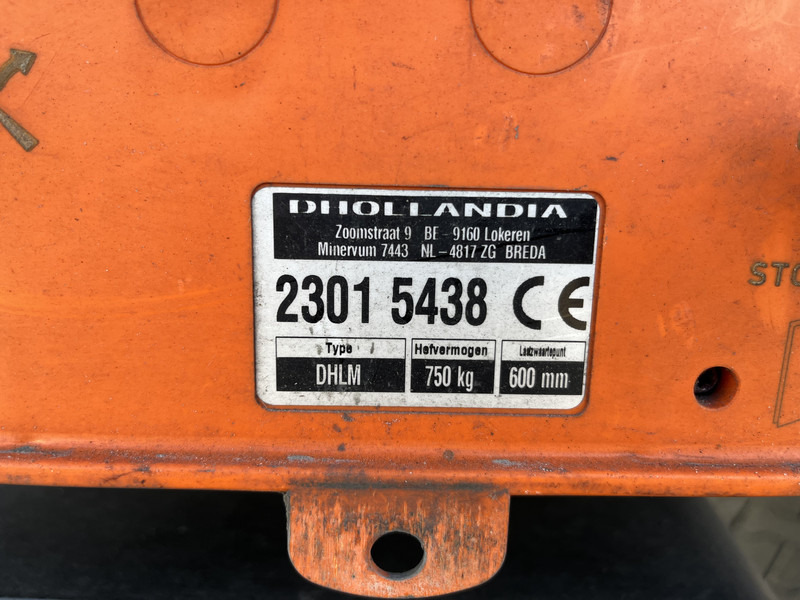 DHOLLANDIA
Zoomstraat 9 BE - 9160 Lokeren
Minervum 7443 NL - 4817 ZG BREDA
2301 5438 CE
Type Hefvermogen Lastzwaartepunt
DHLM 750 kg 600 mm